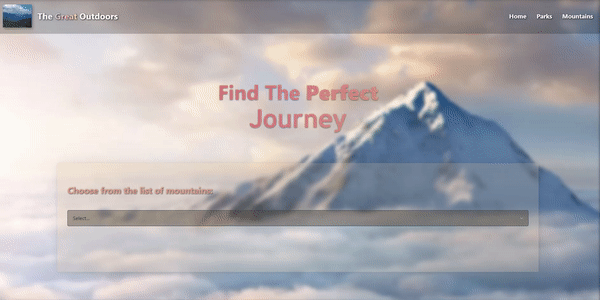 The Great Outdoors
Home Parks Mountains
Find The Perfect
Journey
Choose from the list of mountains:
Select...